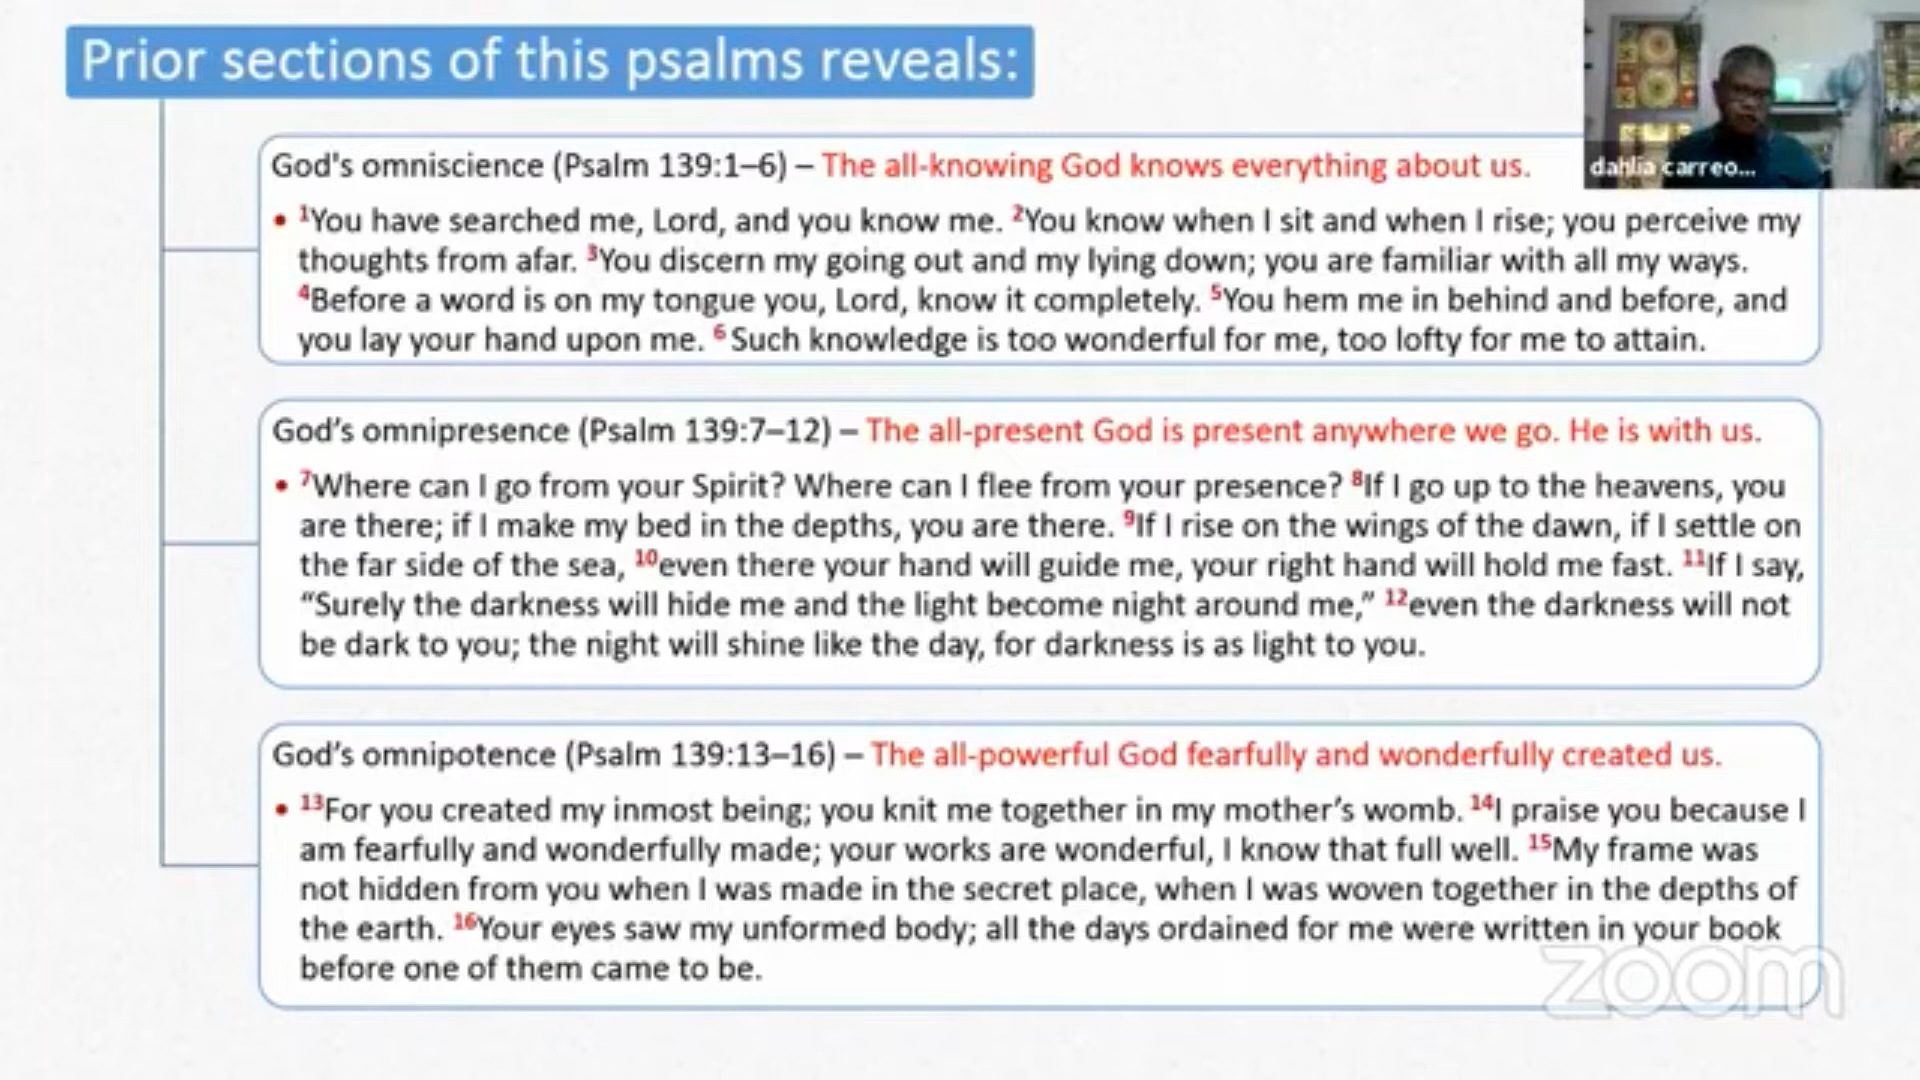 Prior sections of this psalms reveals:
dahlia carreo...
God's omniscience (Psalm 139:1–6) – The all-knowing God knows everything about us.
• ¹You have searched me, Lord, and you know me. ²You know when I sit and when I rise; you perceive my
thoughts from afar. ³You discern my going out and my lying down; you are familiar with all my ways.
⁴Before a word is on my tongue you, Lord, know it completely. ⁵You hem me in behind and before, and
you lay your hand upon me. ⁶ Such knowledge is too wonderful for me, too lofty for me to attain.
God’s omnipresence (Psalm 139:7–12) – The all-present God is present anywhere we go. He is with us.
• ⁷Where can I go from your Spirit? Where can I flee from your presence? ⁸If I go up to the heavens, you
are there; if I make my bed in the depths, you are there. ⁹If I rise on the wings of the dawn, if I settle on
the far side of the sea, ¹⁰even there your hand will guide me, your right hand will hold me fast. ¹¹If I say,
“Surely the darkness will hide me and the light become night around me,” ¹²even the darkness will not
be dark to you; the night will shine like the day, for darkness is as light to you.
God’s omnipotence (Psalm 139:13–16) – The all-powerful God fearfully and wonderfully created us.
• ¹³For you created my inmost being; you knit me together in my mother’s womb. ¹⁴I praise you because I
am fearfully and wonderfully made; your works are wonderful, I know that full well. ¹⁵My frame was
not hidden from you when I was made in the secret place, when I was woven together in the depths of
the earth. ¹⁶Your eyes saw my unformed body; all the days ordained for me were written in your book
before one of them came to be.
zoom